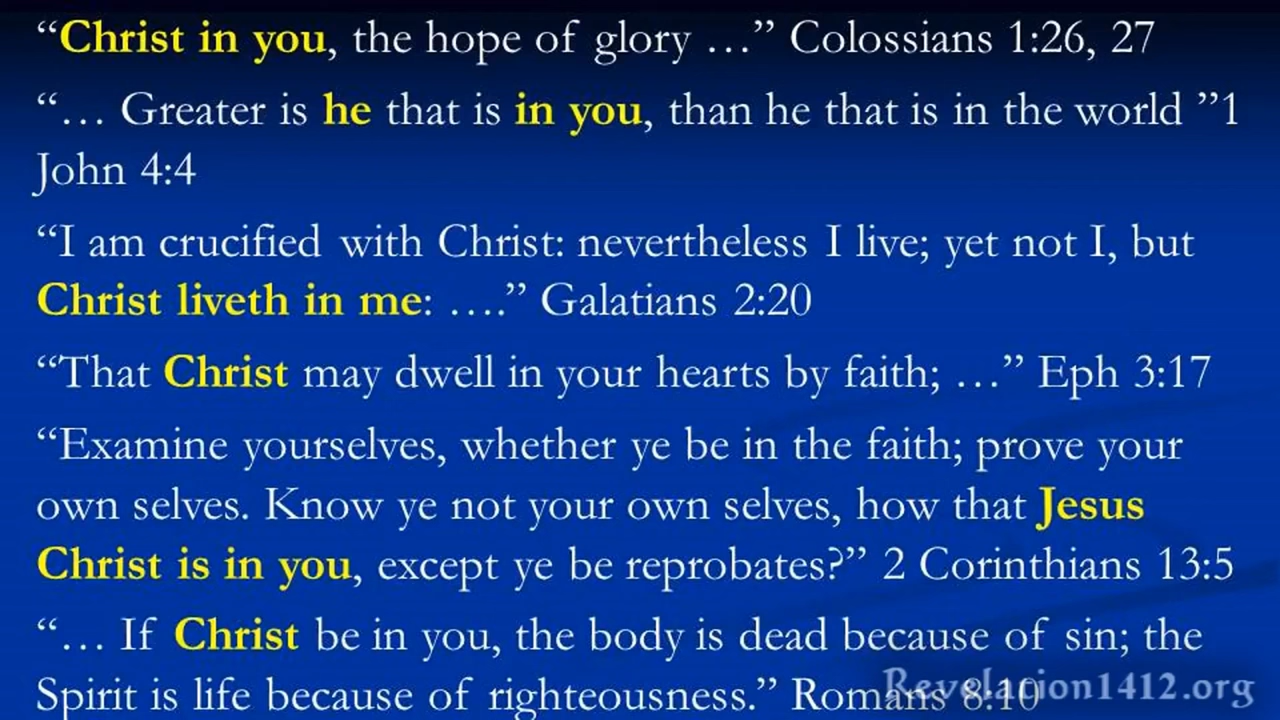 “Christ in you, the hope of glory …” Colossians 1:26, 27
“… Greater is he that is in you, than he that is in the world ”1
John 4:4
“I am crucified with Christ: nevertheless I live; yet not I, but
Christ liveth in me: ….” Galatians 2:20
“That Christ may dwell in your hearts by faith; …” Eph 3:17
“Examine yourselves, whether ye be in the faith; prove your
own selves. Know ye not your own selves, how that Jesus
Christ is in you, except ye be reprobates?” 2 Corinthians 13:5
“… If Christ be in you, the body is dead because of sin; the
Spirit is life because of righteousness.” Romans 8:10
Revelation1412.org